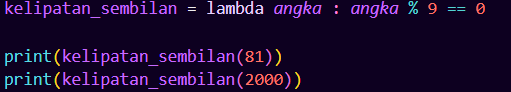 kelipatan_sembilan = lambda angka : angka % 9 == 0
print(kelipatan_sembilan(81))
print(kelipatan_sembilan(2000))